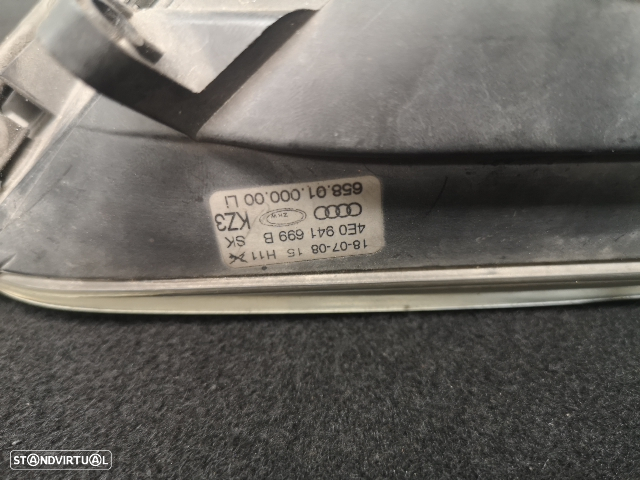 18-07-08 15 H11
4E0 941 699 B SK
KZ3
658.01.000.00 LI
STANDVIRTUAL